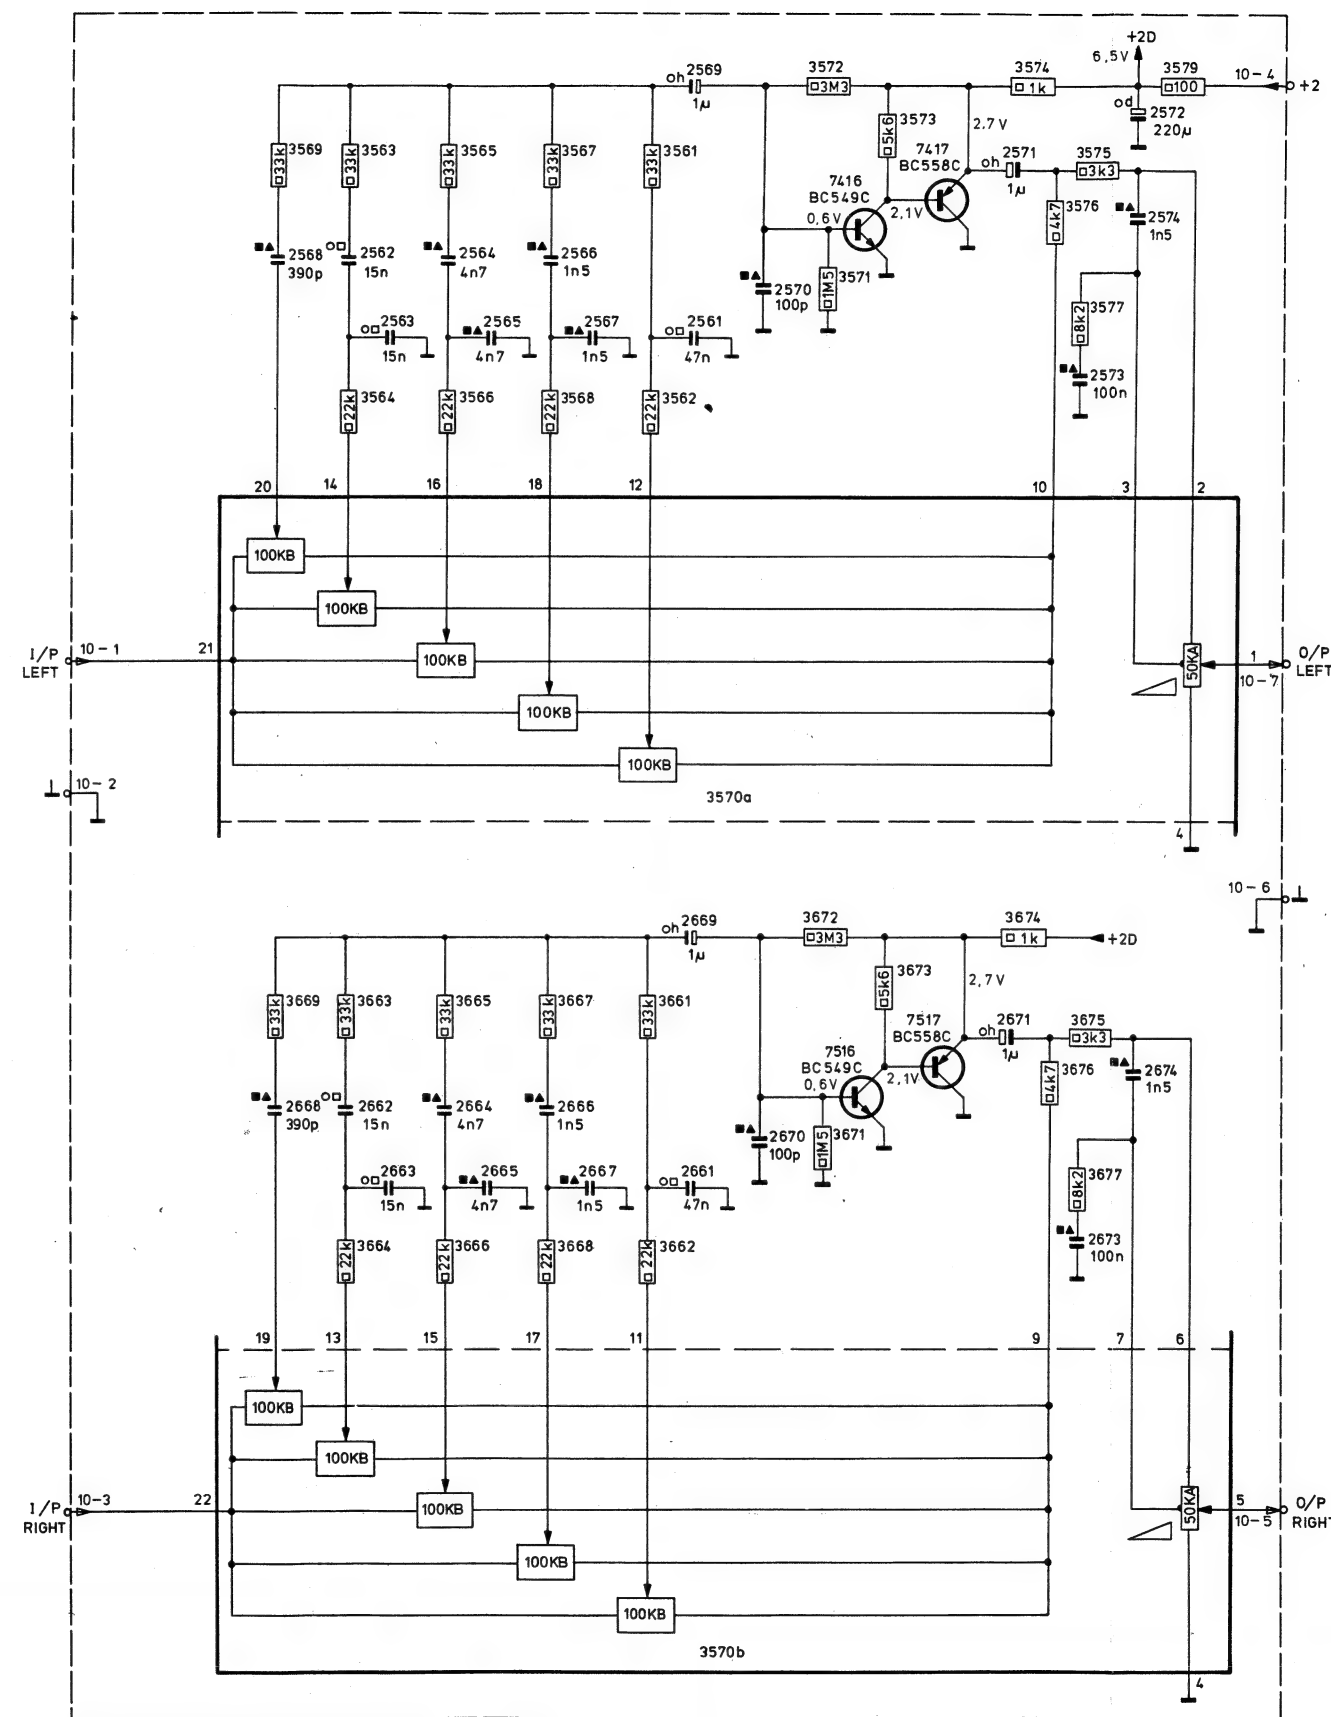 +2D
6,5V
oh 2569
1µ
3572
3M3
3574
1k
3579
100
10-4
+2
od
2572
220µ
3569
33k
3563
33k
3565
33k
3567
33k
3561
33k
3573
5k6
2,7V
7417
BC558C
oh 2571
1µ
3575
3k3
7416
BC549C
0,6V
2,1V
3576
4k7
2574
1n5
2568
390p
2562
15n
2564
4n7
2566
1n5
2570
100p
3571
1M5
3577
8k2
2563
15n
2565
4n7
2567
1n5
2561
47n
2573
100n
3564
22k
3566
22k
3568
22k
3562
22k
20
14
16
18
12
10
3
2
100KB
100KB
I/P
LEFT
10-1
21
100KB
50KA
1
10-7
O/P
LEFT
100KB
100KB
10-2
3570a
4
10-6
oh 2669
1µ
3672
3M3
3674
1k
+2D
3669
33k
3663
33k
3665
33k
3667
33k
3661
33k
3673
5k6
2,7V
7517
BC558C
oh 2671
1µ
3675
3k3
7516
BC549C
0,6V
2,1V
3676
4k7
2674
1n5
2668
390p
2662
15n
2664
4n7
2666
1n5
2670
100p
3671
1M5
3677
8k2
2663
15n
2665
4n7
2667
1n5
2661
47n
2673
100n
3664
22k
3666
22k
3668
22k
3662
22k
19
13
15
17
11
9
7
6
100KB
100KB
I/P
RIGHT
10-3
22
100KB
50KA
5
10-5
O/P
RIGHT
100KB
100KB
3570b
4